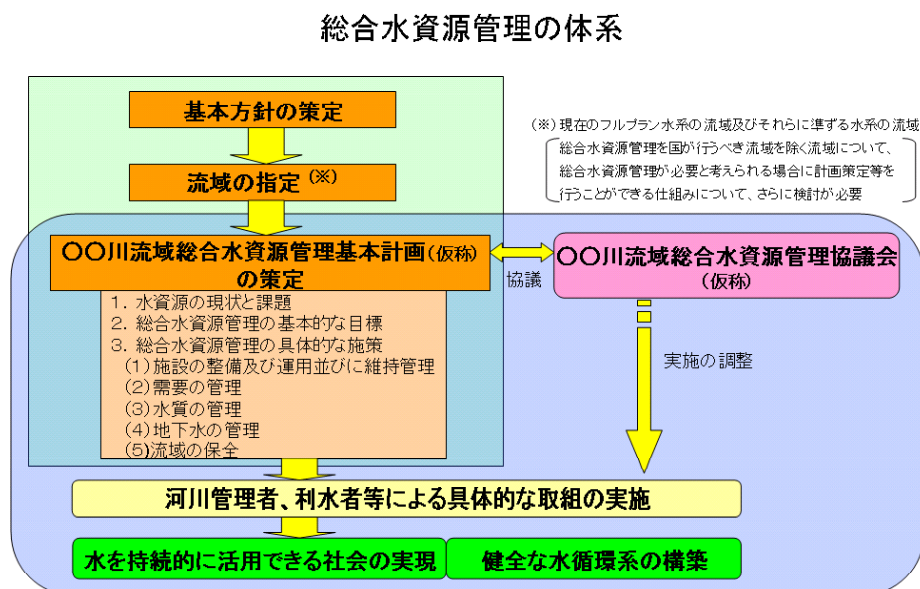 総合水資源管理の体系
基本方針の策定
(※)現在のフルプラン水系の流域及びそれらに準ずる水系の流域
総合水資源管理を国が行うべき流域を除く流域について、
総合水資源管理が必要と考えられる場合に計画策定等を
行うことができる仕組みについて、さらに検討が必要
流域の指定(※)
〇〇川流域総合水資源管理基本計画(仮称)
の策定
協議
〇〇川流域総合水資源管理協議会
(仮称)
1. 水資源の現状と課題
2. 総合水資源管理の基本的な目標
3. 総合水資源管理の具体的な施策
(1)施設の整備及び運用並びに維持管理
(2)需要の管理
(3)水質の管理
(4)地下水の管理
(5)流域の保全
実施の調整
河川管理者、利水者等による具体的な取組の実施
水を持続的に活用できる社会の実現
健全な水循環系の構築